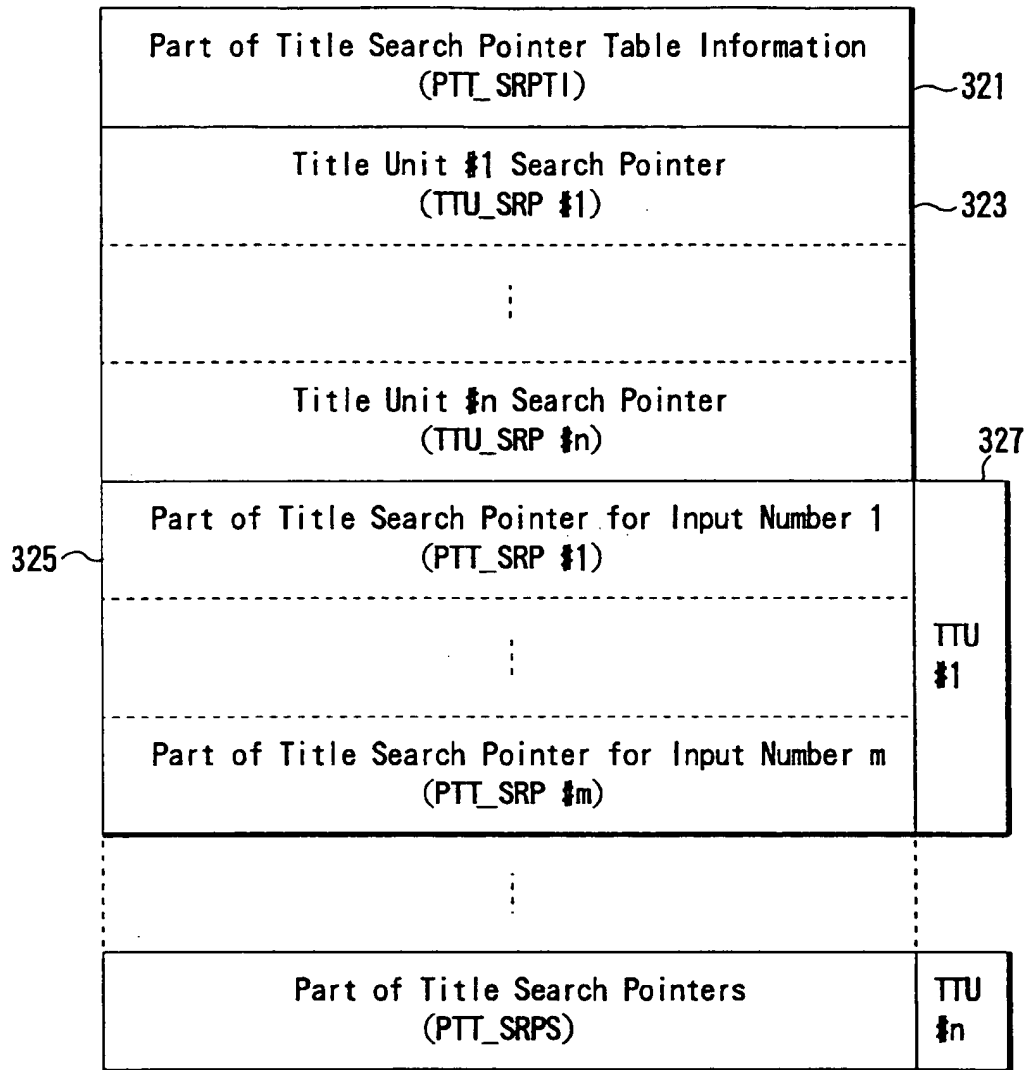 Part of Title Search Pointer Table Information
(PTT_SRPTI)
321
Title Unit #1 Search Pointer
(TTU_SRP #1)
323
Title Unit #n Search Pointer
(TTU_SRP #n)
327
Part of Title Search Pointer for Input Number 1
(PTT_SRP #1)
325
TTU
#1
Part of Title Search Pointer for Input Number m
(PTT_SRP #m)
Part of Title Search Pointers
(PTT_SRPS)
TTU
#n